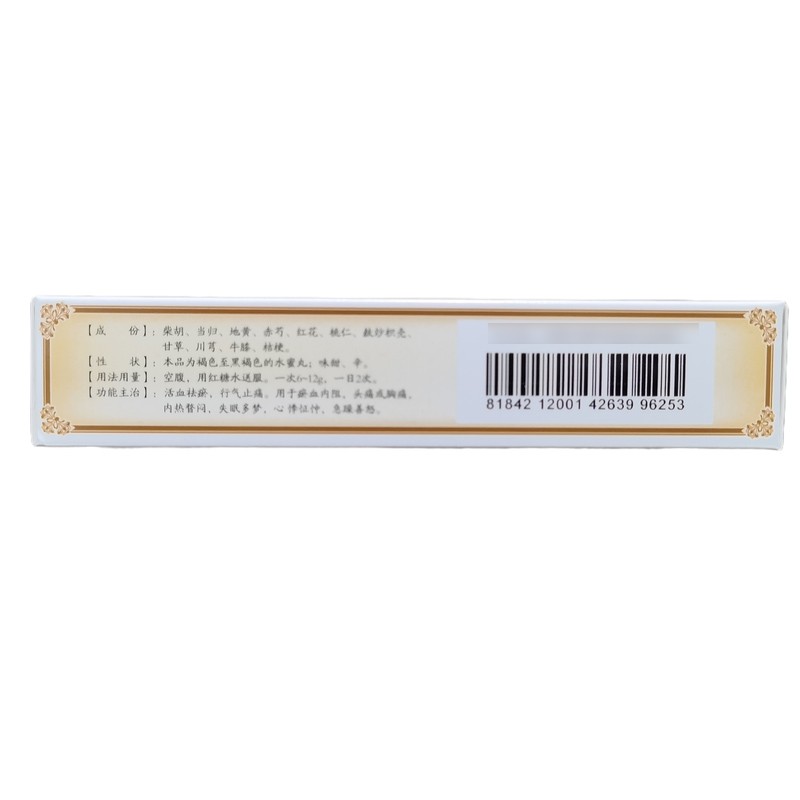 【成 份】：柴胡、当归、地黄、赤芍、红花、桃仁、麸炒枳壳、
甘草、川芎、牛膝、桔梗。
【性 状】：本品为褐色至黑褐色的水蜜丸；味甜、辛。
【用法用量】：空腹，用红糖水送服。一次6~12g，一日2次。
【功能主治】：活血祛瘀，行气止痛。用于瘀血内阻，头痛或胸痛，
内热瞀闷，失眠多梦，心悸怔忡，急躁善怒。
81842 12001 42639 96253